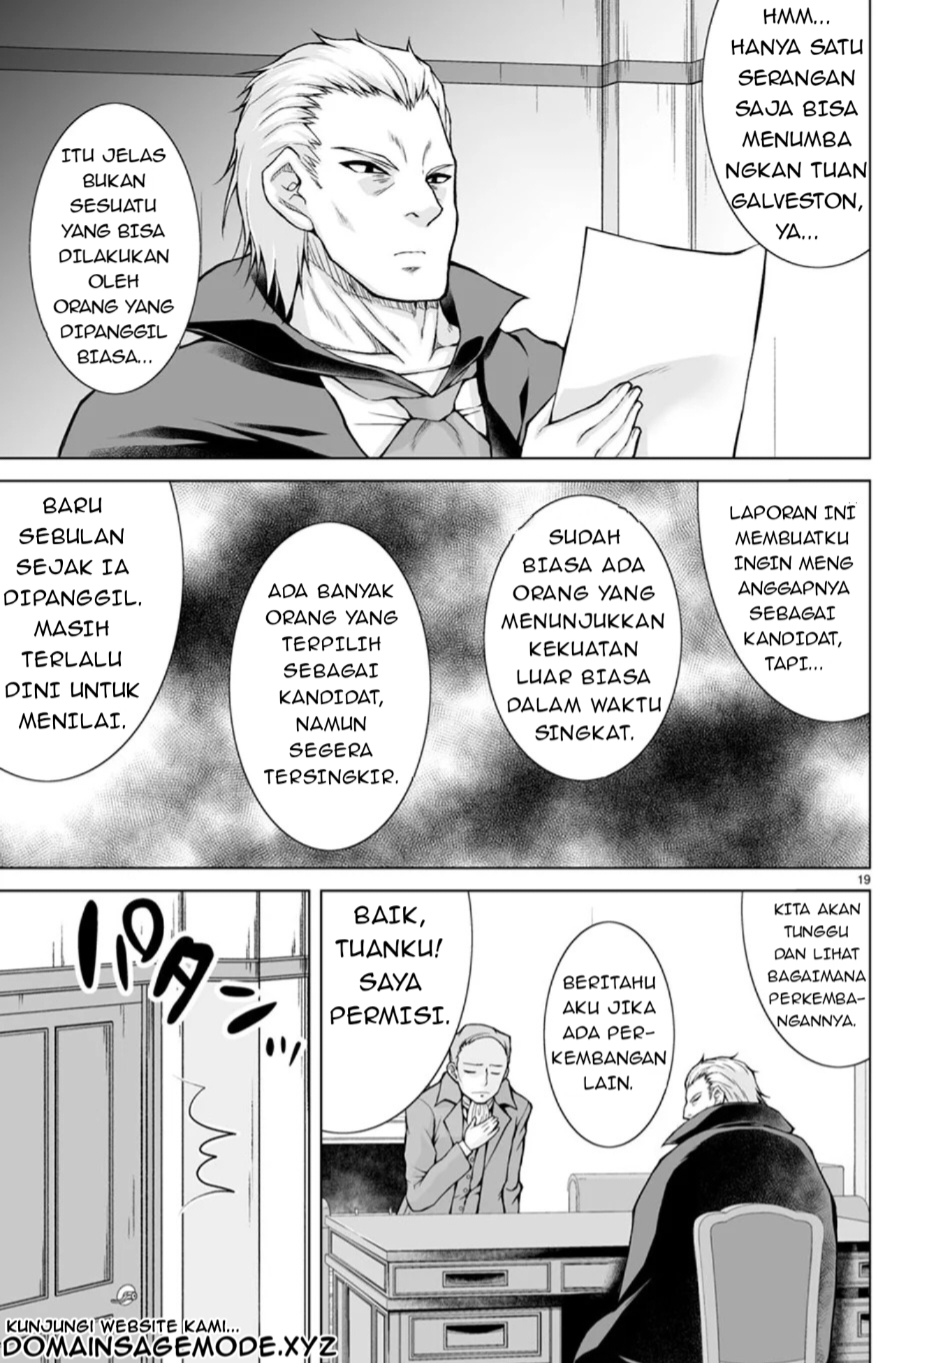 HMM...
HANYA SATU
SERANGAN
SAJA BISA
MENUMBA
NGKAN TUAN
GALVESTON,
YA...
ITU JELAS
BUKAN
SESUATU
YANG BISA
DILAKUKAN
OLEH
ORANG YANG
DIPANGGIL
BIASA...
LAPORAN INI
MEMBUATKU
INGIN MENG
ANGGAPNYA
SEBAGAI
KANDIDAT,
TAPI...
SUDAH
BIASA ADA
ORANG YANG
MENUNJUKKAN
KEKUATAN
LUAR BIASA
DALAM WAKTU
SINGKAT.
ADA BANYAK
ORANG YANG
TERPILIH
SEBAGAI
KANDIDAT,
NAMUN
SEGERA
TERSINGKIR.
BARU
SEBULAN
SEJAK IA
DIPANGGIL.
MASIH
TERLALU
DINI UNTUK
MENILAI.
19
KITA AKAN
TUNGGU
DAN LIHAT
BAGAIMANA
PERKEMBA-
NGANNYA.
BERITAHU
AKU JIKA
ADA PER-
KEMBANGAN
LAIN.
BAIK,
TUANKU!
SAYA
PERMISI.
パタンッ
KUNJUNGI WEBSITE KAMI...
DOMAINSAGEMODE.XYZ